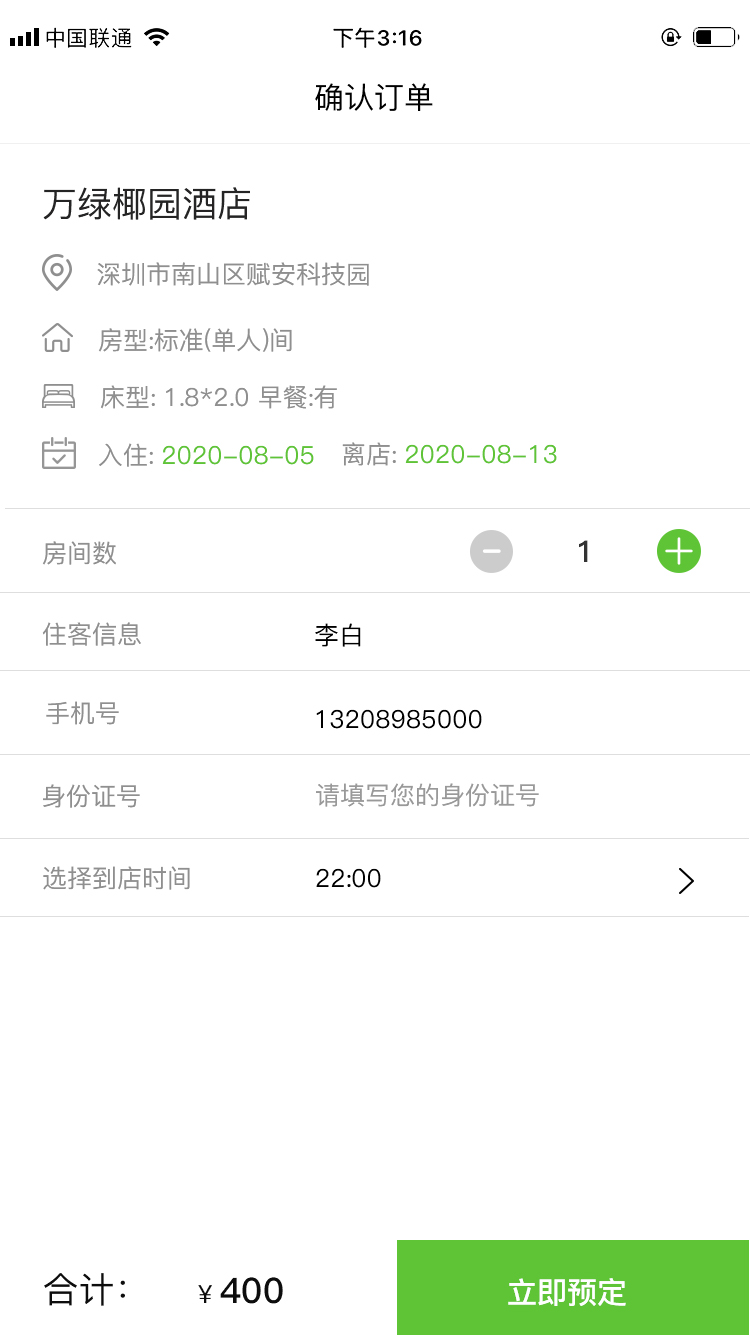 中国联通 下午3:16
确认订单
万绿椰园酒店
深圳市南山区赋安科技园
房型:标准(单人)间
床型: 1.8*2.0 早餐:有
入住: 2020-08-05 离店: 2020-08-13
房间数 1
住客信息 李白
手机号 13208985000
身份证号 请填写您的身份证号
选择到店时间 22:00
合计： ¥ 400 立即预定